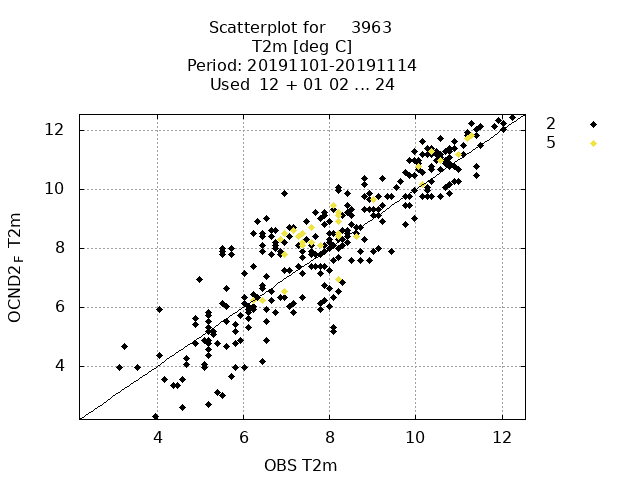 Scatterplot for 3963
T2m [deg C]
Period: 20191101-20191114
Used 12 + 01 02 ... 24
2
5
12
10
8
6
4
OCND2F T2m
4 6 8 10 12
OBS T2m